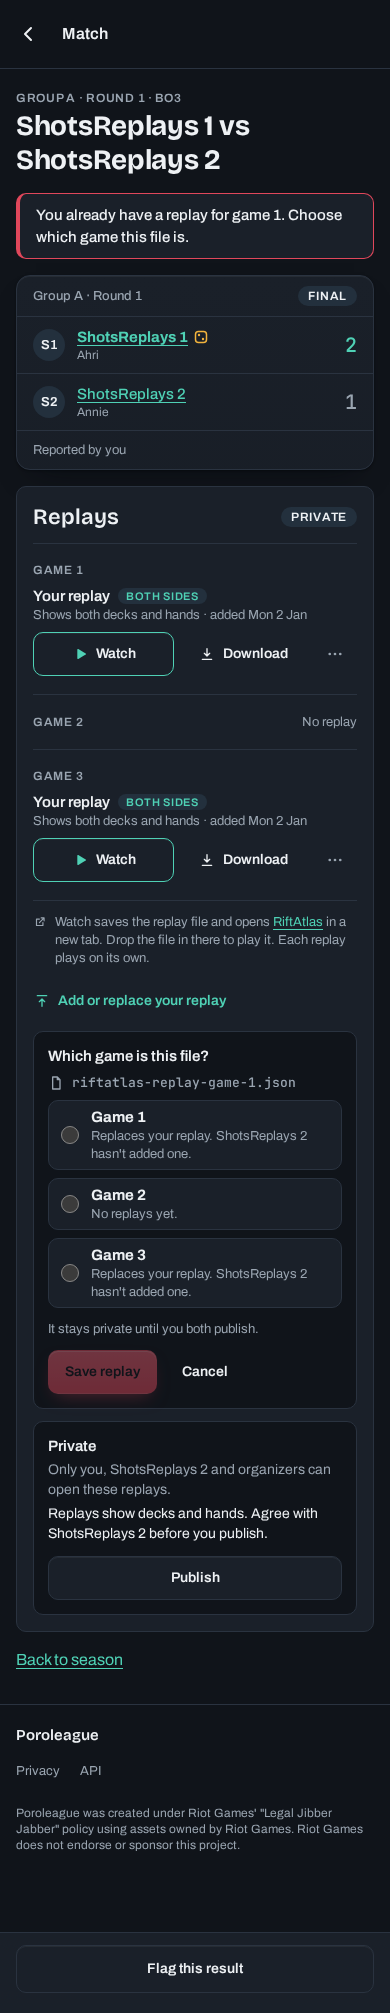 Match
GROUP A · ROUND 1 · BO3
ShotsReplays 1 vs
ShotsReplays 2
You already have a replay for game 1. Choose
which game this file is.
Group A · Round 1
FINAL
S1
ShotsReplays 1
2
Ahri
S2
ShotsReplays 2
1
Annie
Reported by you
Replays
PRIVATE
GAME 1
Your replay BOTH SIDES
Shows both decks and hands · added Mon 2 Jan
Watch
Download
GAME 2
No replay
GAME 3
Your replay BOTH SIDES
Shows both decks and hands · added Mon 2 Jan
Watch
Download
Watch saves the replay file and opens RiftAtlas in a
new tab. Drop the file in there to play it. Each replay
plays on its own.
Add or replace your replay
Which game is this file?
riftatlas-replay-game-1.json
Game 1
Replaces your replay. ShotsReplays 2
hasn't added one.
Game 2
No replays yet.
Game 3
Replaces your replay. ShotsReplays 2
hasn't added one.
It stays private until you both publish.
Save replay
Cancel
Private
Only you, ShotsReplays 2 and organizers can
open these replays.
Replays show decks and hands. Agree with
ShotsReplays 2 before you publish.
Publish
Back to season
Poroleague
Privacy
API
Poroleague was created under Riot Games' "Legal Jibber
Jabber" policy using assets owned by Riot Games. Riot Games
does not endorse or sponsor this project.
Flag this result